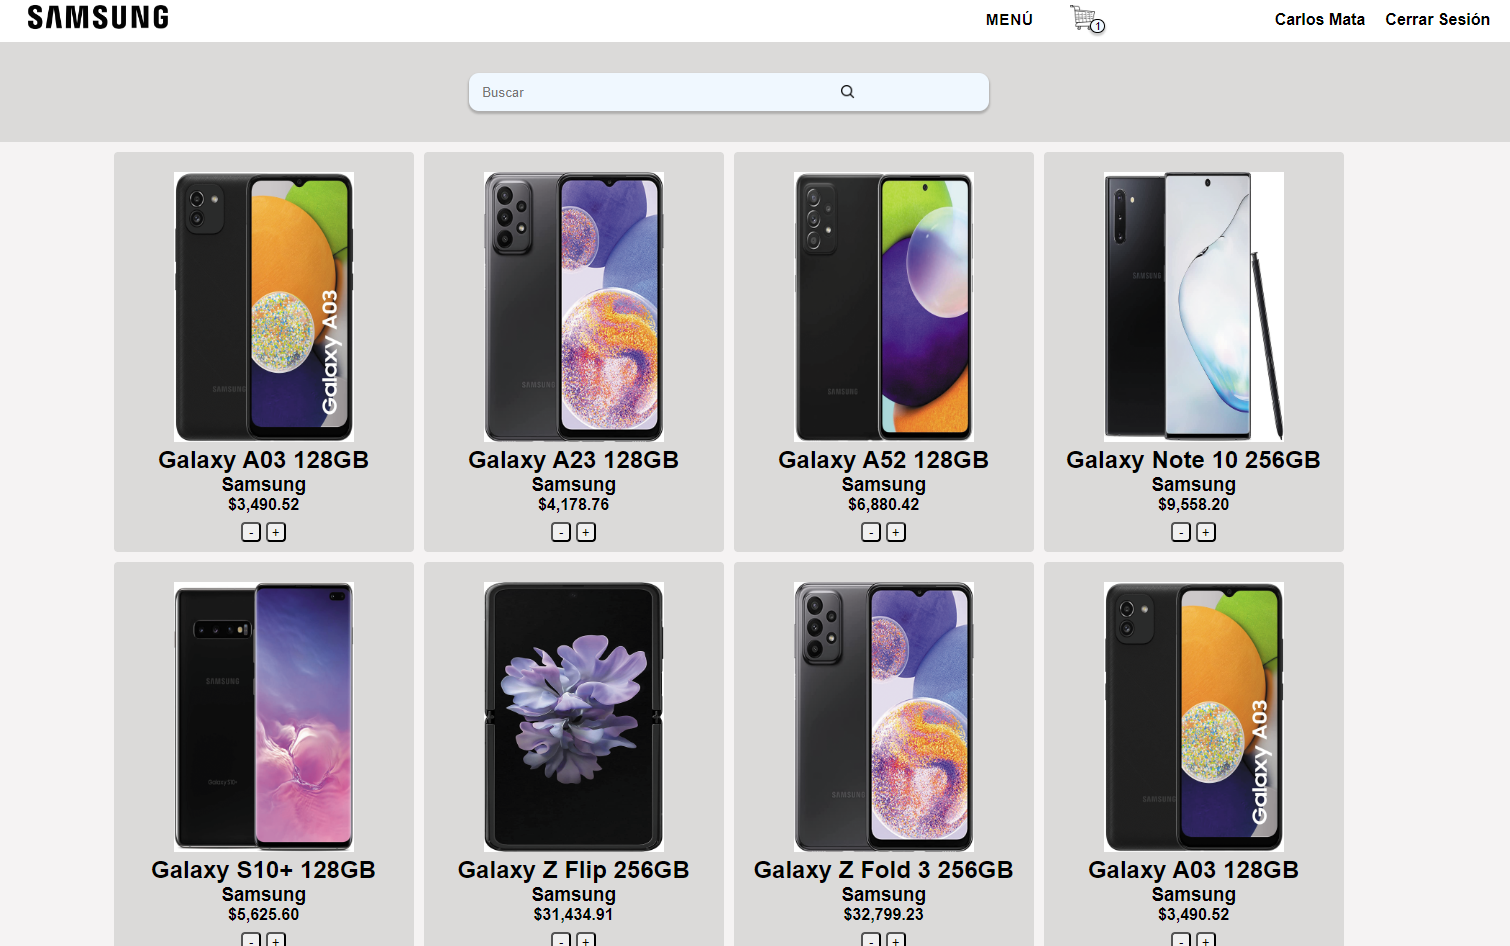 SAMSUNG
MENÚ
1
Carlos Mata
Cerrar Sesión
Buscar
SAMSUNG
Galaxy A03
SAMSUNG
SAMSUNG
SAMSUNG
Galaxy A03 128GB
Samsung
$3,490.52
- +
Galaxy A23 128GB
Samsung
$4,178.76
- +
Galaxy A52 128GB
Samsung
$6,880.42
- +
Galaxy Note 10 256GB
Samsung
$9,558.20
- +
SAMSUNG
Galaxy S10+
SAMSUNG
SAMSUNG
Galaxy A03
Galaxy S10+ 128GB
Samsung
$5,625.60
- +
Galaxy Z Flip 256GB
Samsung
$31,434.91
- +
Galaxy Z Fold 3 256GB
Samsung
$32,799.23
- +
Galaxy A03 128GB
Samsung
$3,490.52
- +